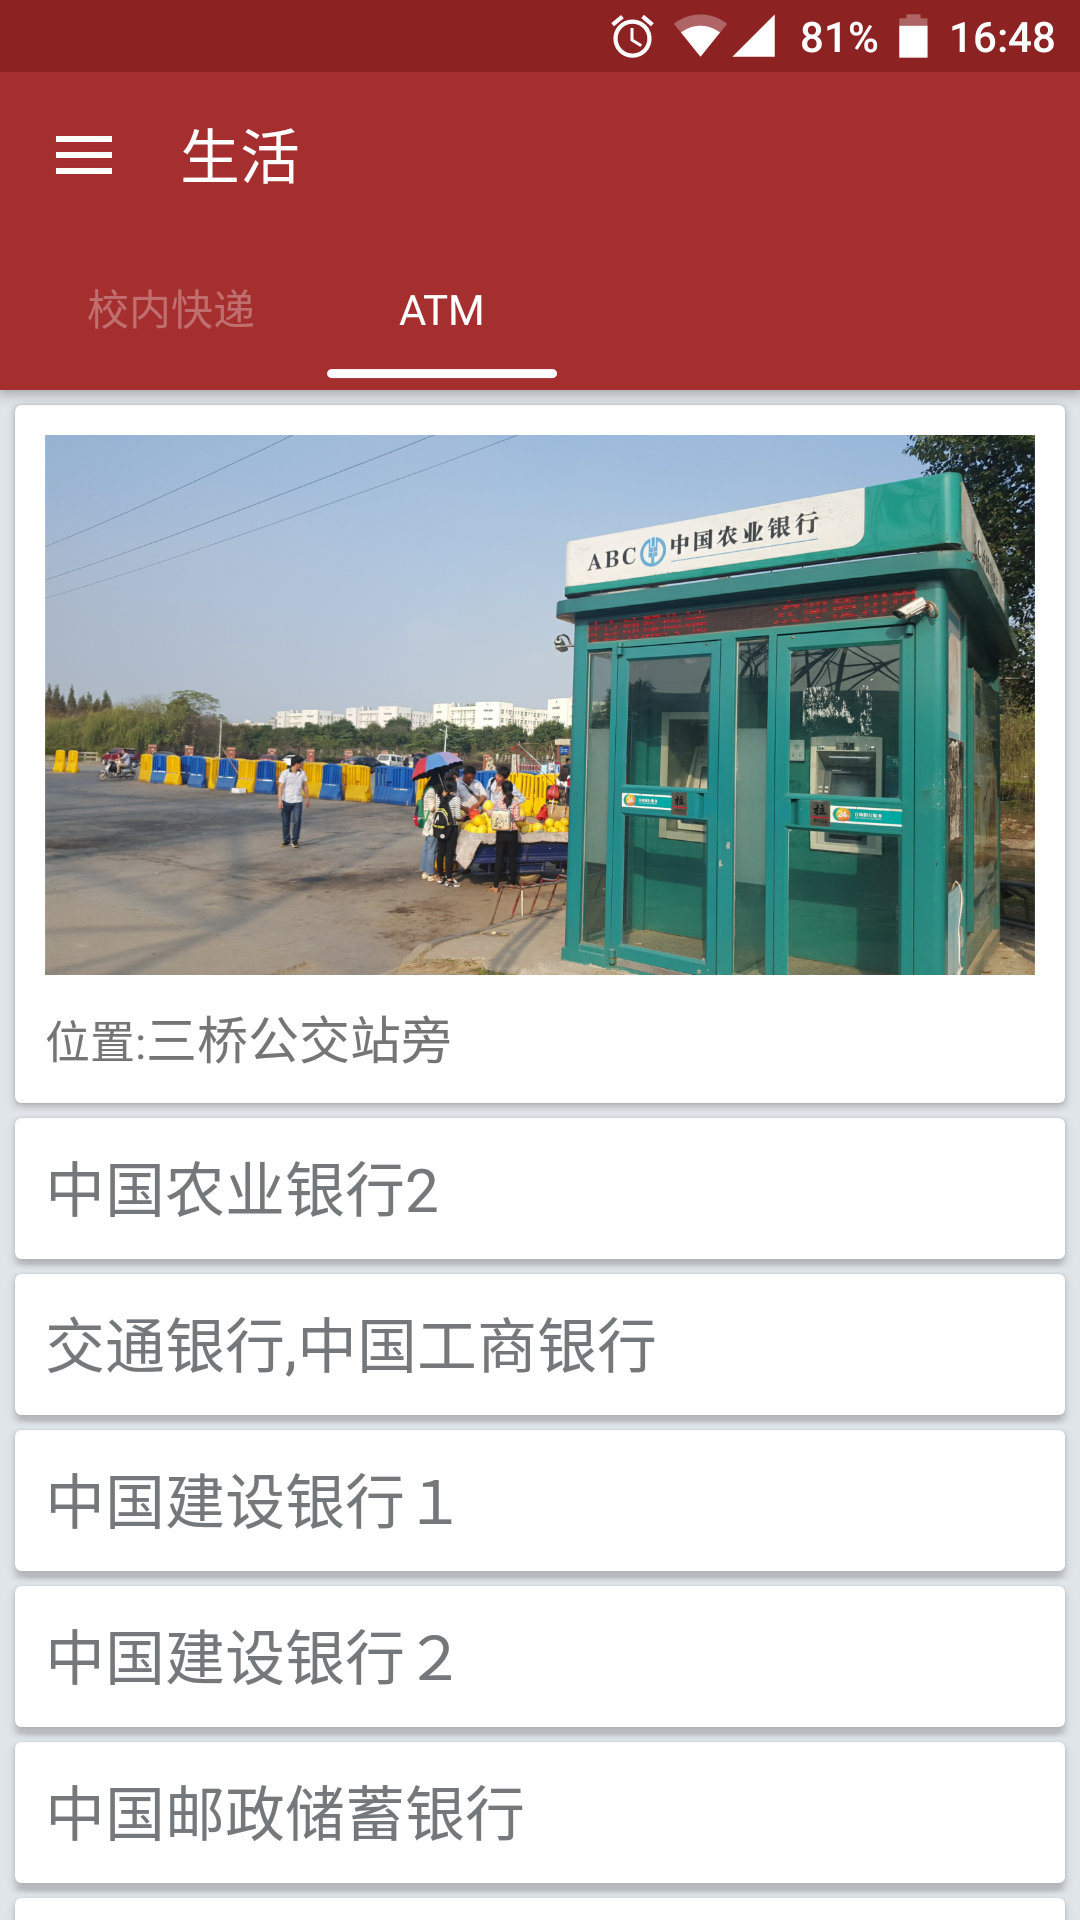 81% 16:48
生活
校内快递 ATM
ABC 中国农业银行
位置:三桥公交站旁
中国农业银行2
交通银行,中国工商银行
中国建设银行１
中国建设银行２
中国邮政储蓄银行